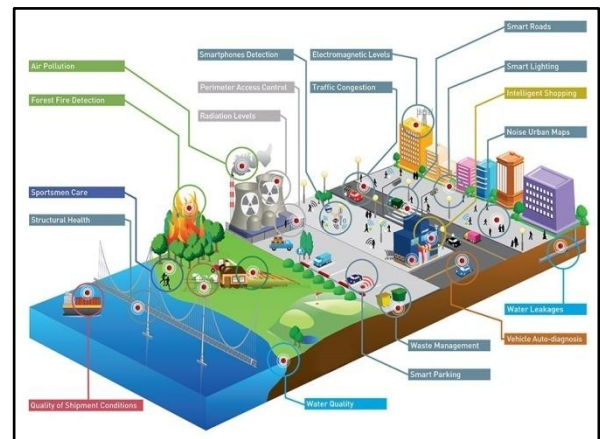 Smart Roads
Smartphones Detection
Electromagnetic Levels
Air Pollution
Smart Lighting
Perimeter Access Control
Traffic Congestion
Forest Fire Detection
Intelligent Shopping
Radiation Levels
Noise Urban Maps
Sportsmen Care
Structural Health
Water Leakages
Vehicle Auto-diagnosis
Waste Management
Smart Parking
Quality of Shipment Conditions
Water Quality